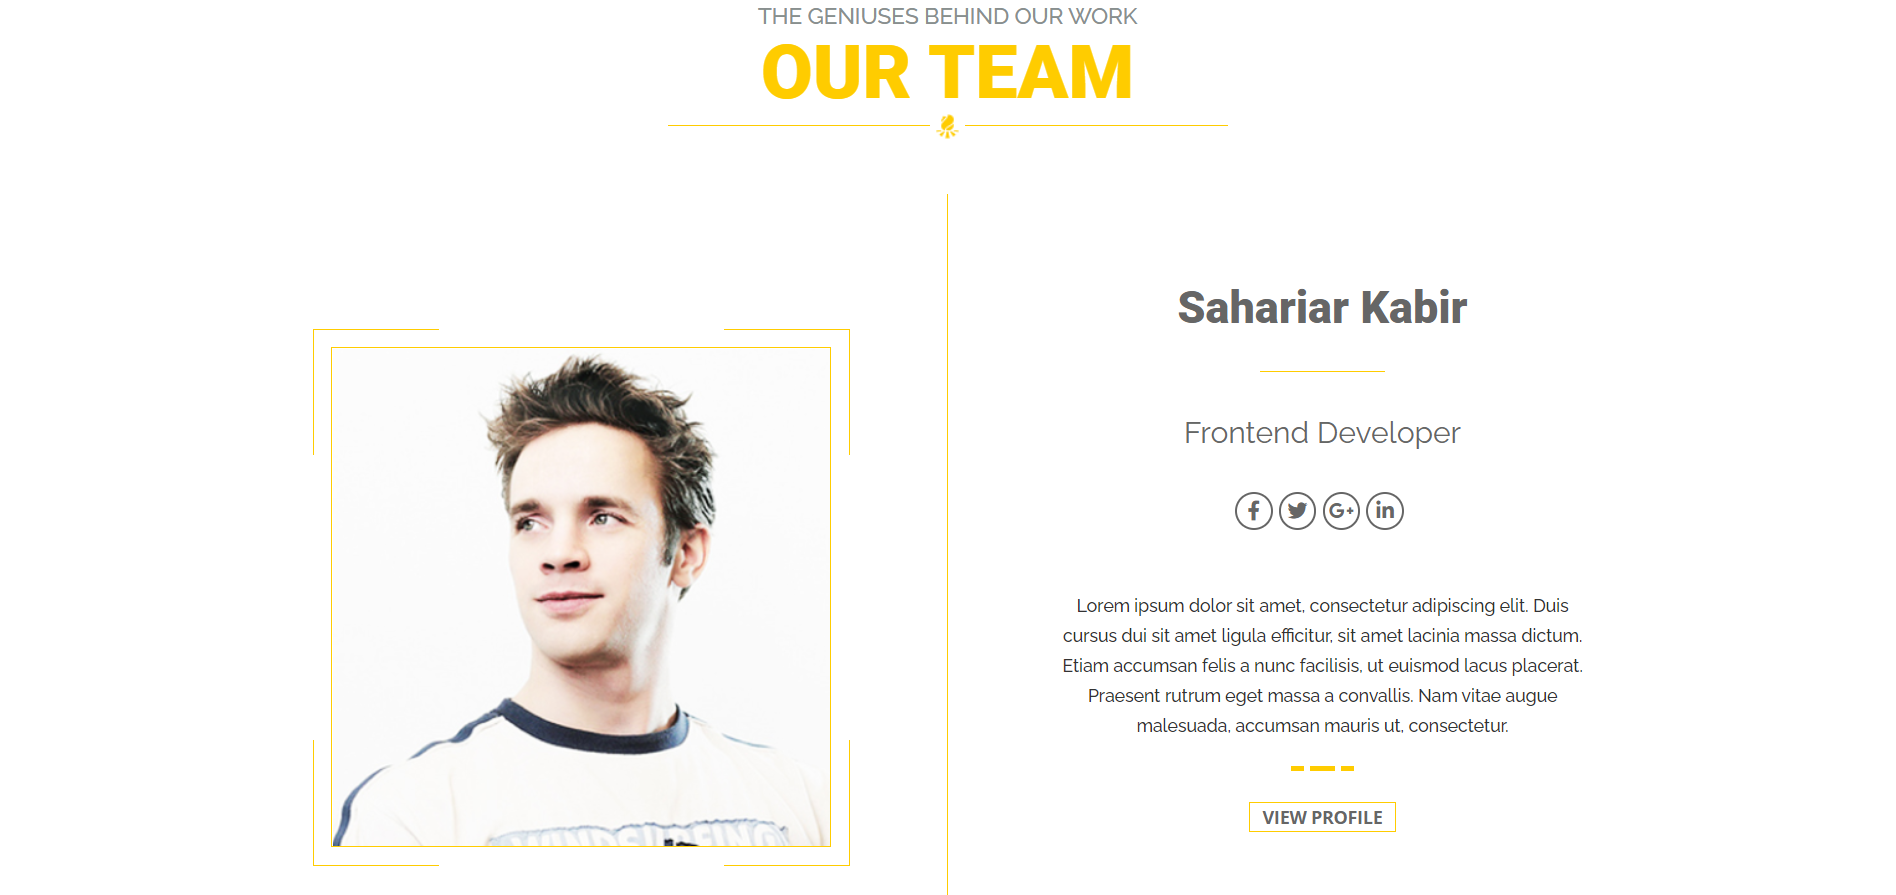 THE GENIUSES BEHIND OUR WORK
OUR TEAM
Sahariar Kabir
Frontend Developer
Lorem ipsum dolor sit amet, consectetur adipiscing elit. Duis
cursus dui sit amet ligula efficitur, sit amet lacinia massa dictum.
Etiam accumsan felis a nunc facilisis, ut euismod lacus placerat.
Praesent rutrum eget massa a convallis. Nam vitae augue
malesuada, accumsan mauris ut, consectetur.
VIEW PROFILE